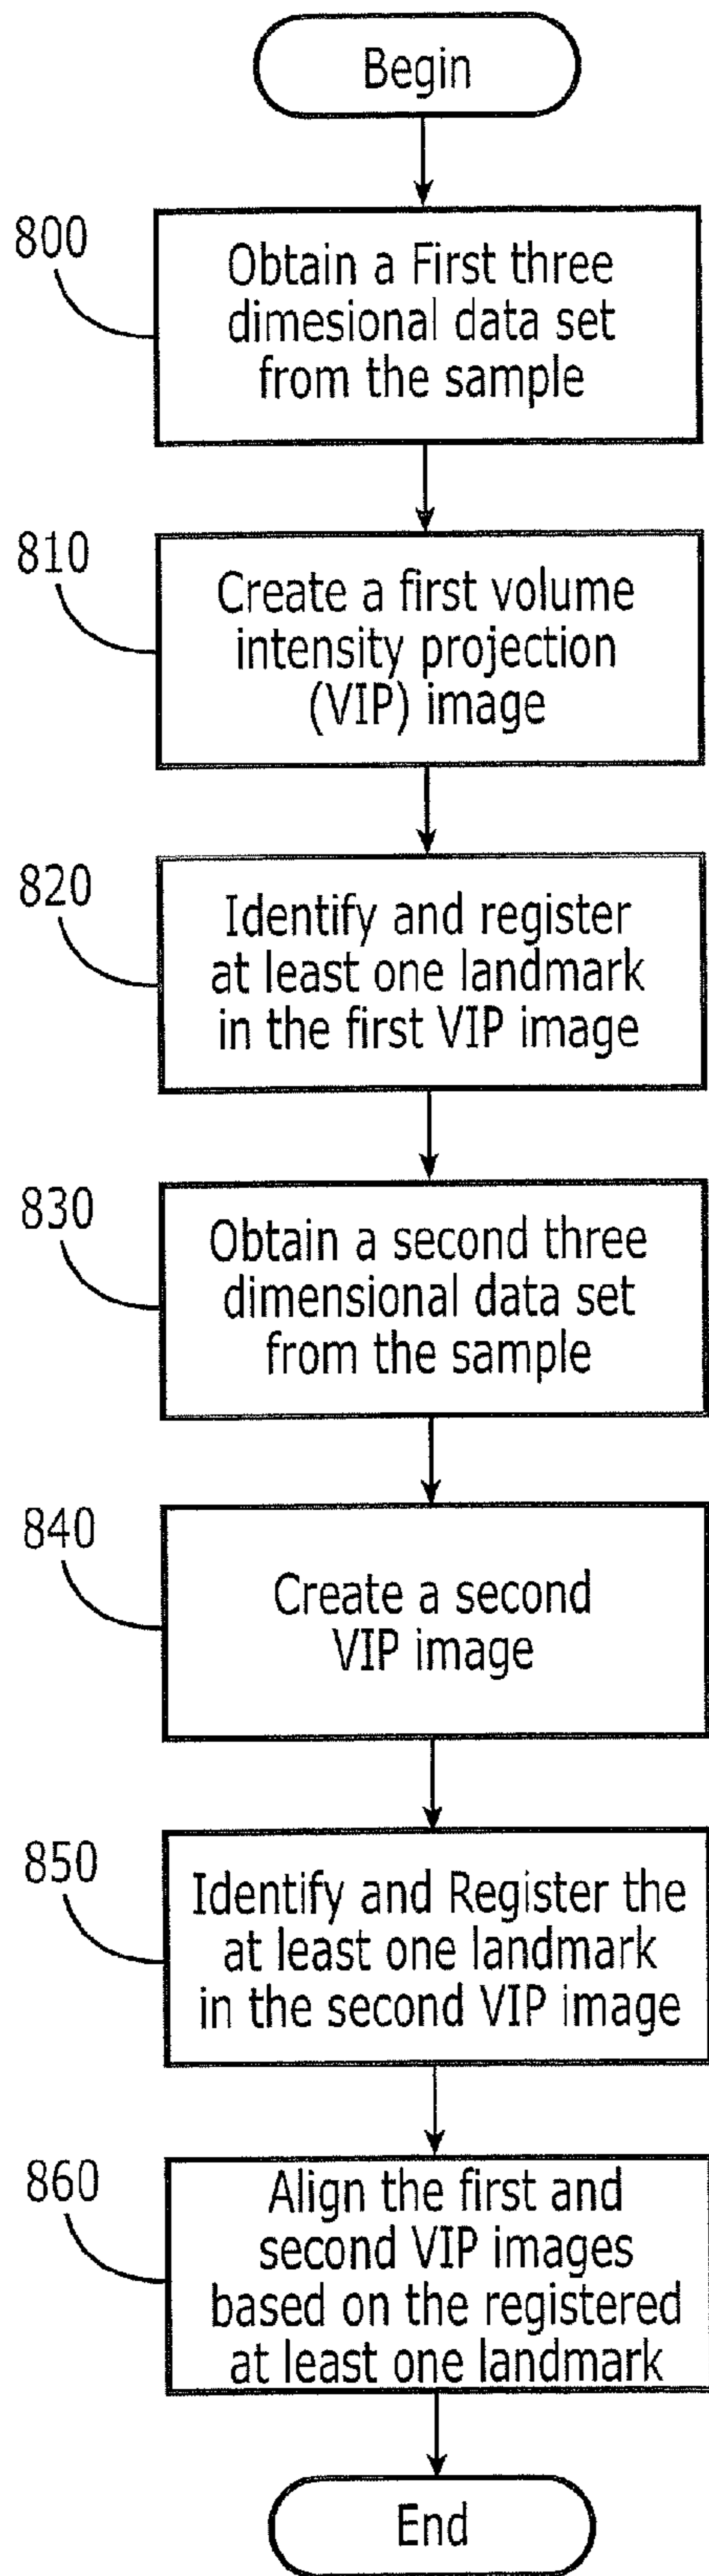 Begin
800
Obtain a First three
dimesional data set
from the sample
810
Create a first volume
intensity projection
(VIP) image
820
Identify and register
at least one landmark
in the first VIP image
830
Obtain a second three
dimensional data set
from the sample
840
Create a second
VIP image
850
Identify and Register the
at least one landmark
in the second VIP image
860
Align the first and
second VIP images
based on the registered
at least one landmark
End